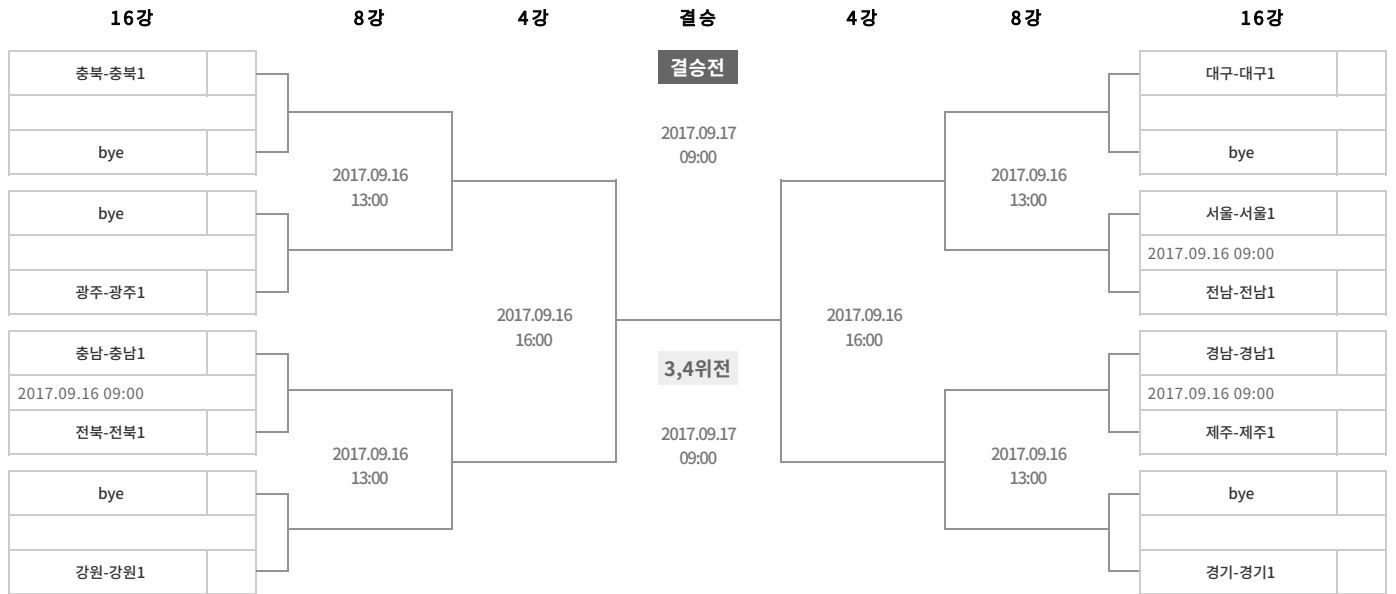 16강 8강 4강 결승 4강 8강 16강
충북-충북1
bye
bye
광주-광주1
충남-충남1
2017.09.16 09:00
전북-전북1
bye
강원-강원1
2017.09.16
13:00
2017.09.16
13:00
2017.09.16
16:00
결승전
2017.09.17
09:00
3,4위전
2017.09.17
09:00
2017.09.16
16:00
2017.09.16
13:00
2017.09.16
13:00
대구-대구1
bye
서울-서울1
2017.09.16 09:00
전남-전남1
경남-경남1
2017.09.16 09:00
제주-제주1
bye
경기-경기1